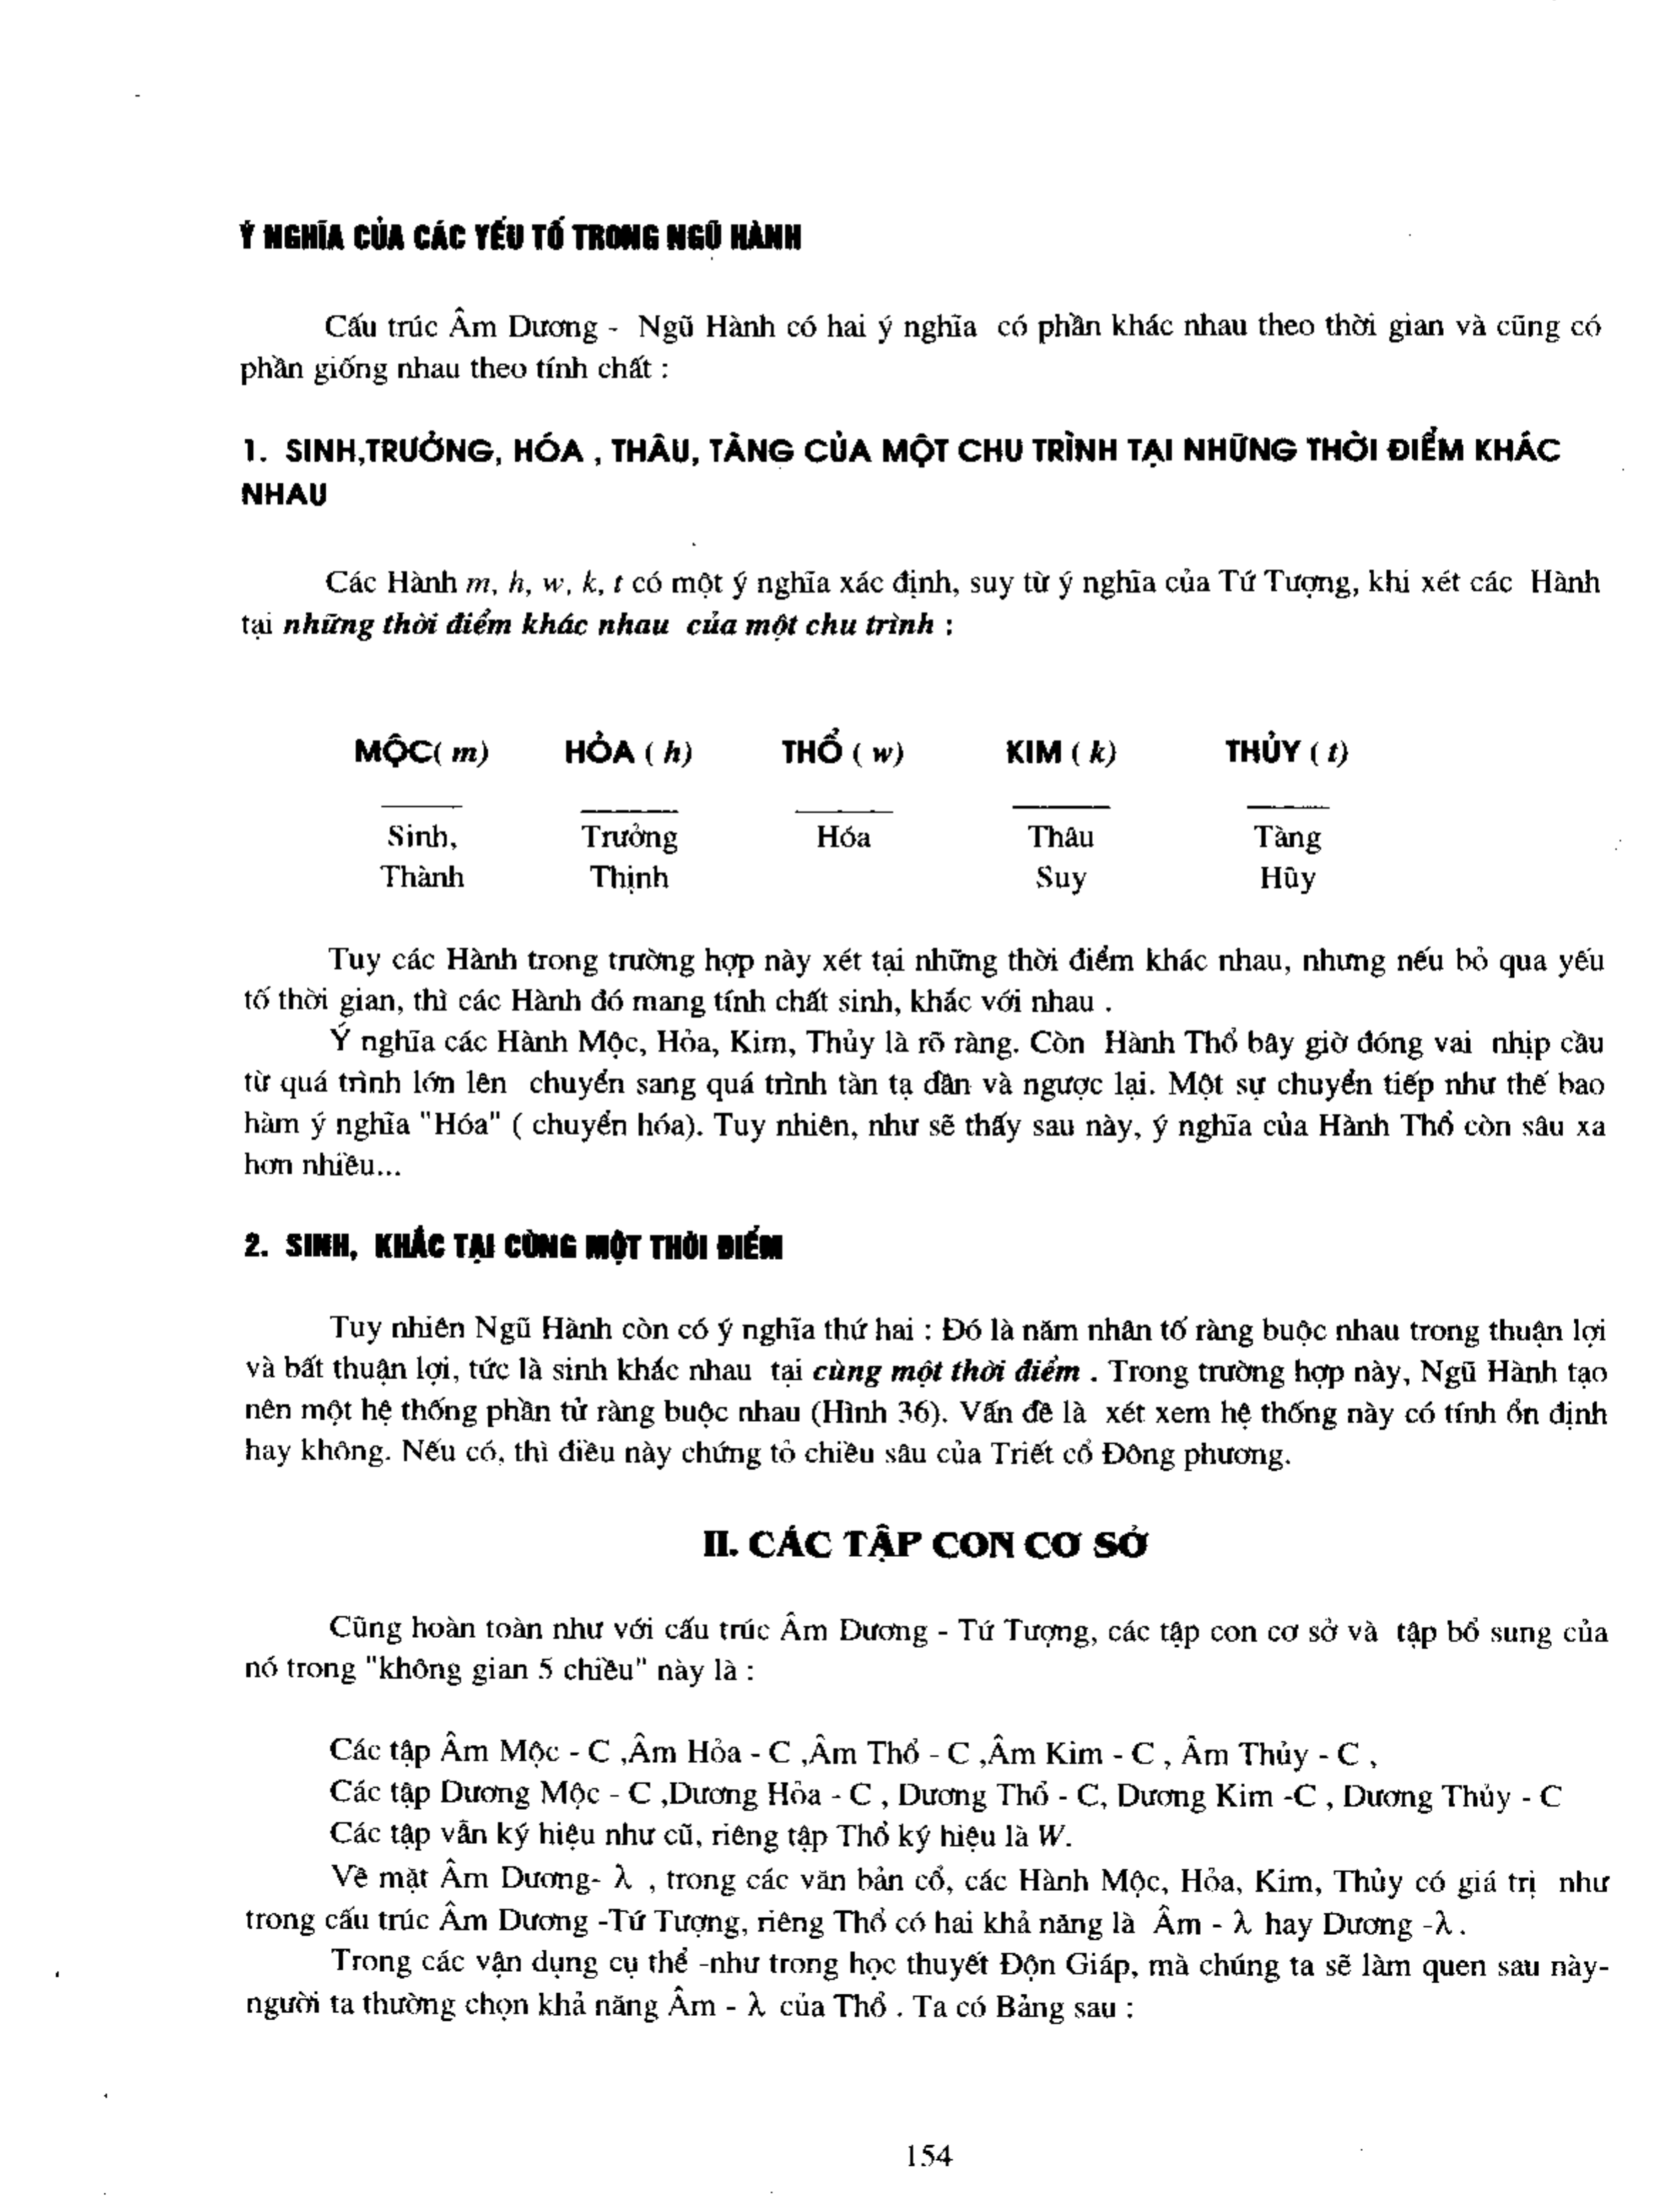 Ý NGHĨA CỦA CÁC YẾU TỐ TRONG NGŨ HÀNH
Cấu trúc Âm Dương - Ngũ Hành có hai ý nghĩa có phần khác nhau theo thời gian và cũng có
phần giống nhau theo tính chất :
1. SINH,TRƯỞNG, HÓA , THÂU, TÀNG CỦA MỘT CHU TRÌNH TẠI NHỮNG THỜI ĐIỂM KHÁC
NHAU
Các Hành m, h, w, k, t có một ý nghĩa xác định, suy từ ý nghĩa của Tứ Tượng, khi xét các Hành
tại những thời điểm khác nhau của một chu trình :
MỘC( m) HỎA ( h) THỔ ( w) KIM ( k) THỦY ( t)
Sinh, Trưởng Hóa Thâu Tàng
Thành Thịnh Suy Hũy
Tuy các Hành trong trường hợp này xét tại những thời điểm khác nhau, nhưng nếu bỏ qua yếu
tố thời gian, thì các Hành đó mang tính chất sinh, khắc với nhau .
Ý nghĩa các Hành Mộc, Hỏa, Kim, Thủy là rõ ràng. Còn Hành Thổ bây giờ đóng vai nhịp cầu
từ quá trình lớn lên chuyển sang quá trình tàn tạ dần và ngược lại. Một sự chuyển tiếp như thế bao
hàm ý nghĩa "Hóa" ( chuyển hóa). Tuy nhiên, như sẽ thấy sau này, ý nghĩa của Hành Thổ còn sâu xa
hơn nhiều...
2. SINH, KHẮC TẠI CÙNG MỘT THỜI ĐIỂM
Tuy nhiên Ngũ Hành còn có ý nghĩa thứ hai : Đó là năm nhân tố ràng buộc nhau trong thuận lợi
và bất thuận lợi, tức là sinh khắc nhau tại cùng một thời điểm . Trong trường hợp này, Ngũ Hành tạo
nên một hệ thống phần tử ràng buộc nhau (Hình 36). Vấn đề là xét xem hệ thống này có tính ổn định
hay không. Nếu có, thì điều này chứng tỏ chiều sâu của Triết cổ Đông phương.
II. CÁC TẬP CON CƠ SỞ
Cũng hoàn toàn như với cấu trúc Âm Dương - Tứ Tượng, các tập con cơ sở và tập bổ sung của
nó trong "không gian 5 chiều" này là :
Các tập Âm Mộc - C ,Âm Hỏa - C ,Âm Thổ - C ,Âm Kim - C , Âm Thủy - C ,
Các tập Dương Mộc - C ,Dương Hỏa - C , Dương Thổ - C, Dương Kim -C , Dương Thủy - C
Các tập vẫn ký hiệu như cũ, riêng tập Thổ ký hiệu là W.
Về mặt Âm Dương- λ , trong các văn bản cổ, các Hành Mộc, Hỏa, Kim, Thủy có giá trị như
trong cấu trúc Âm Dương -Tứ Tượng, riêng Thổ có hai khả năng là Âm - λ hay Dương -λ .
Trong các vận dụng cụ thể -như trong học thuyết Độn Giáp, mà chúng ta sẽ làm quen sau này-
người ta thường chọn khả năng Âm - λ của Thổ . Ta có Bảng sau :
154